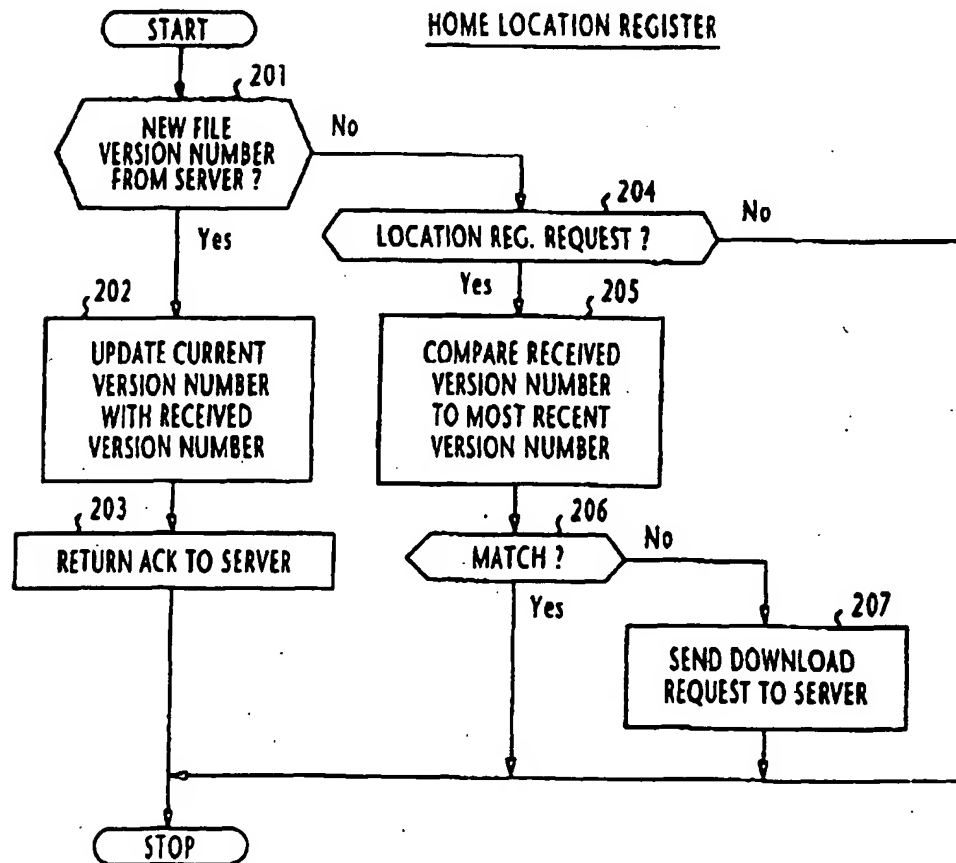 START
HOME LOCATION REGISTER
201
NEW FILE
VERSION NUMBER
FROM SERVER ?
No
Yes
204
LOCATION REG. REQUEST ?
No
Yes
202
UPDATE CURRENT
VERSION NUMBER
WITH RECEIVED
VERSION NUMBER
205
COMPARE RECEIVED
VERSION NUMBER
TO MOST RECENT
VERSION NUMBER
203
RETURN ACK TO SERVER
206
MATCH ?
No
Yes
207
SEND DOWNLOAD
REQUEST TO SERVER
STOP